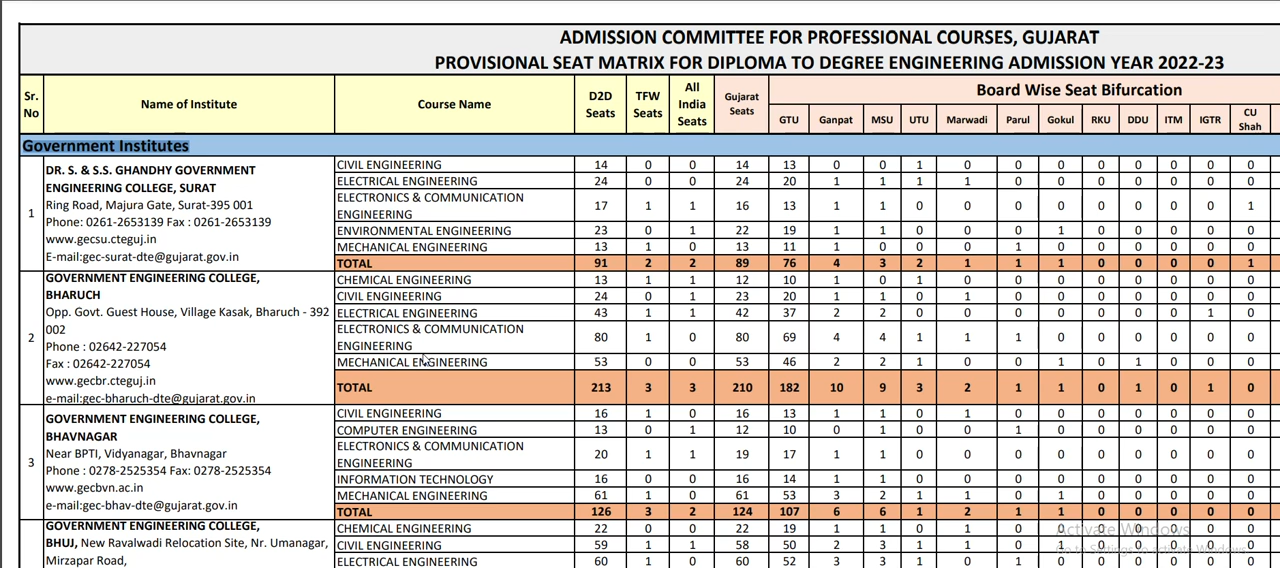 ADMISSION COMMITTEE FOR PROFESSIONAL COURSES, GUJARAT
PROVISIONAL SEAT MATRIX FOR DIPLOMA TO DEGREE ENGINEERING ADMISSION YEAR 2022-23
Sr. No Name of Institute Course Name D2D Seats TFW Seats All India Seats Gujarat Seats Board Wise Seat Bifurcation
GTU Ganpat MSU UTU Marwadi Parul Gokul RKU DDU ITM IGTR CU Shah
Government Institutes
1
DR. S. & S.S. GHANDHY GOVERNMENT
ENGINEERING COLLEGE, SURAT
Ring Road, Majura Gate, Surat-395 001
Phone: 0261-2653139 Fax : 0261-2653139
www.gecsu.cteguj.in
E-mail:gec-surat-dte@gujarat.gov.in
CIVIL ENGINEERING 14 0 0 14 13 0 0 1 0 0 0 0 0 0 0 0
ELECTRICAL ENGINEERING 24 0 0 24 20 1 1 1 1 0 0 0 0 0 0 0
ELECTRONICS & COMMUNICATION
ENGINEERING 17 1 1 16 13 1 1 0 0 0 0 0 0 0 0 1
ENVIRONMENTAL ENGINEERING 23 0 1 22 19 1 1 0 0 0 1 0 0 0 0 0
MECHANICAL ENGINEERING 13 1 0 13 11 1 0 0 0 1 0 0 0 0 0 0
TOTAL 91 2 2 89 76 4 3 2 1 1 1 0 0 0 0 1
2
GOVERNMENT ENGINEERING COLLEGE,
BHARUCH
Opp. Govt. Guest House, Village Kasak, Bharuch - 392
002
Phone : 02642-227054
Fax : 02642-227054
www.gecbr.cteguj.in
e-mail:gec-bharuch-dte@gujarat.gov.in
CHEMICAL ENGINEERING 13 1 1 12 10 1 0 1 0 0 0 0 0 0 0 0
CIVIL ENGINEERING 24 0 1 23 20 1 1 0 1 0 0 0 0 0 0 0
ELECTRICAL ENGINEERING 43 1 1 42 37 2 2 0 0 0 0 0 0 0 1 0
ELECTRONICS & COMMUNICATION
ENGINEERING 80 1 0 80 69 4 4 1 1 1 0 0 0 0 0 0
MECHANICAL ENGINEERING 53 0 0 53 46 2 2 1 0 0 1 0 1 0 0 0
TOTAL 213 3 3 210 182 10 9 3 2 1 1 0 1 0 1 0
3
GOVERNMENT ENGINEERING COLLEGE,
BHAVNAGAR
Near BPTI, Vidyanagar, Bhavnagar
Phone : 0278-2525354 Fax: 0278-2525354
www.gecbvn.ac.in
e-mail:gec-bhav-dte@gujarat.gov.in
CIVIL ENGINEERING 16 1 0 16 13 1 1 0 1 0 0 0 0 0 0 0
COMPUTER ENGINEERING 13 0 1 12 10 0 1 0 0 1 0 0 0 0 0 0
ELECTRONICS & COMMUNICATION
ENGINEERING 20 1 1 19 17 1 1 0 0 0 0 0 0 0 0 0
INFORMATION TECHNOLOGY 16 0 0 16 14 1 1 0 0 0 0 0 0 0 0 0
MECHANICAL ENGINEERING 61 1 0 61 53 3 2 1 1 0 1 0 0 0 0 0
TOTAL 126 3 2 124 107 6 6 1 2 1 1 0 0 0 0 0
GOVERNMENT ENGINEERING COLLEGE,
BHUJ, New Ravalwadi Relocation Site, Nr. Umanagar,
Mirzapar Road,
CHEMICAL ENGINEERING 22 0 0 22 19 1 1 0 1 0 0 0 0 0 0 0
CIVIL ENGINEERING 59 1 1 58 50 2 3 1 1 0 1 0 0 0 0 0
ELECTRICAL ENGINEERING 60 1 0 60 52 3 3 1 0 1 0 0 0 0 0 0
Activate Windows
Go to Settings to activate Windows.